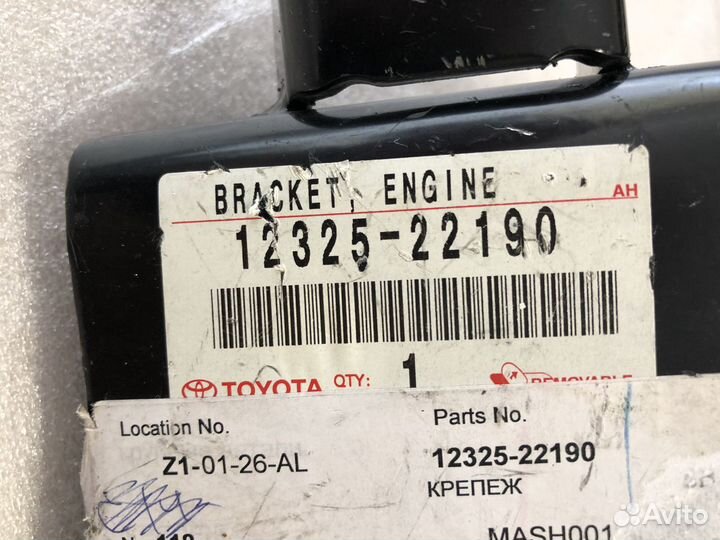 BRACKET, ENGINE
AH
12325-22190
TOYOTA QTY: 1 REMOVABLE
Location No. Parts No.
Z1-01-26-AL 12325-22190
КРЕПЕЖ
MASH001
Avito